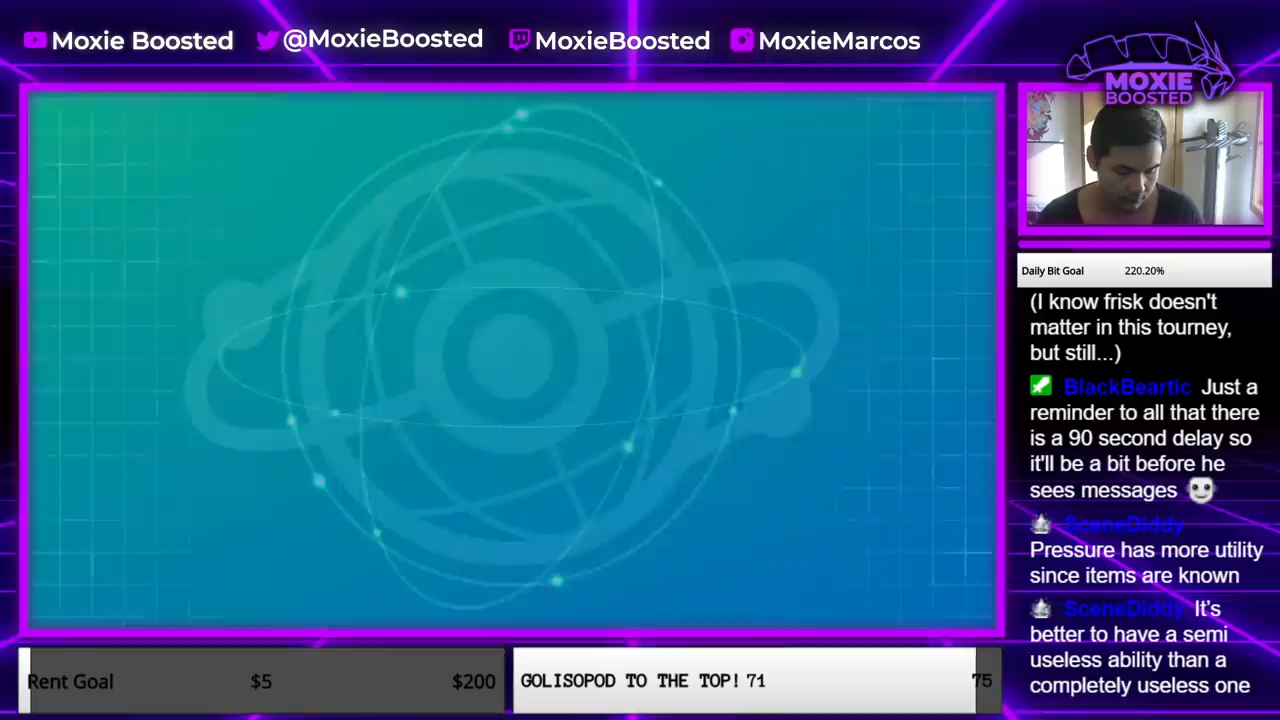 Moxie Boosted @MoxieBoosted MoxieBoosted MoxieMarcos
MOXIE
BOOSTED
Daily Bit Goal 220.20%
(I know frisk doesn't
matter in this tourney,
but still...)
BlackBeartic Just a
reminder to all that there
is a 90 second delay so
it'll be a bit before he
sees messages
SceneDiddy
Pressure has more utility
since items are known
SceneDiddy It's
better to have a semi
useless ability than a
completely useless one
Rent Goal $5 $200
GOLISOPOD TO THE TOP! 71 75